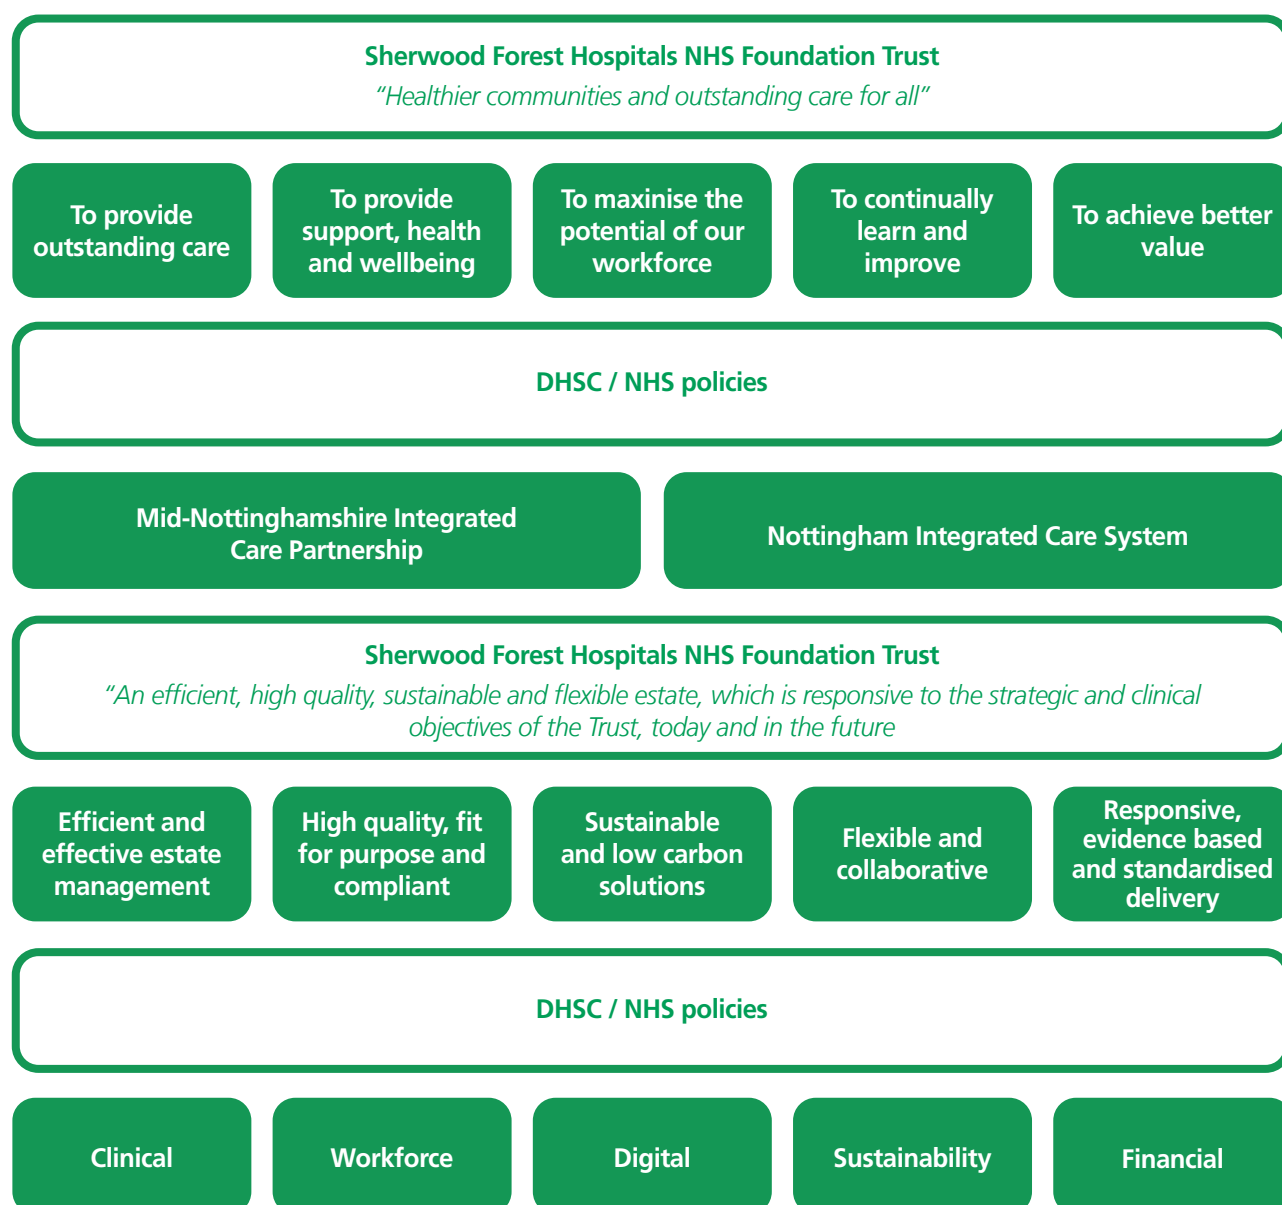 Sherwood Forest Hospitals NHS Foundation Trust
“Healthier communities and outstanding care for all”
To provide
outstanding care
To provide
support, health
and wellbeing
To maxinise the
potential of our
workforce
To continually
learn and
improve
To achieve better
value
DHSC / NHS policies
Mid-Nottinghamshire Integrated
Care Partnership
Nottingham Integrated Care System
Sherwood Forest Hospitals NHS Foundation Trust
“An efficient, high quality, sustainable and flexible estate, which is responsive to the strategic and clinical
objectives of the Trust, today and in the future
Efficient and
effective estate
management
High quality, fit
for purpose and
compliant
Sustainable
and low carbon
solutions
Flexible and
collaborative
Responsive,
evidence based
and standardised
delivery
DHSC / NHS policies
Clinical
Workforce
Digital
Sustainability
Financial